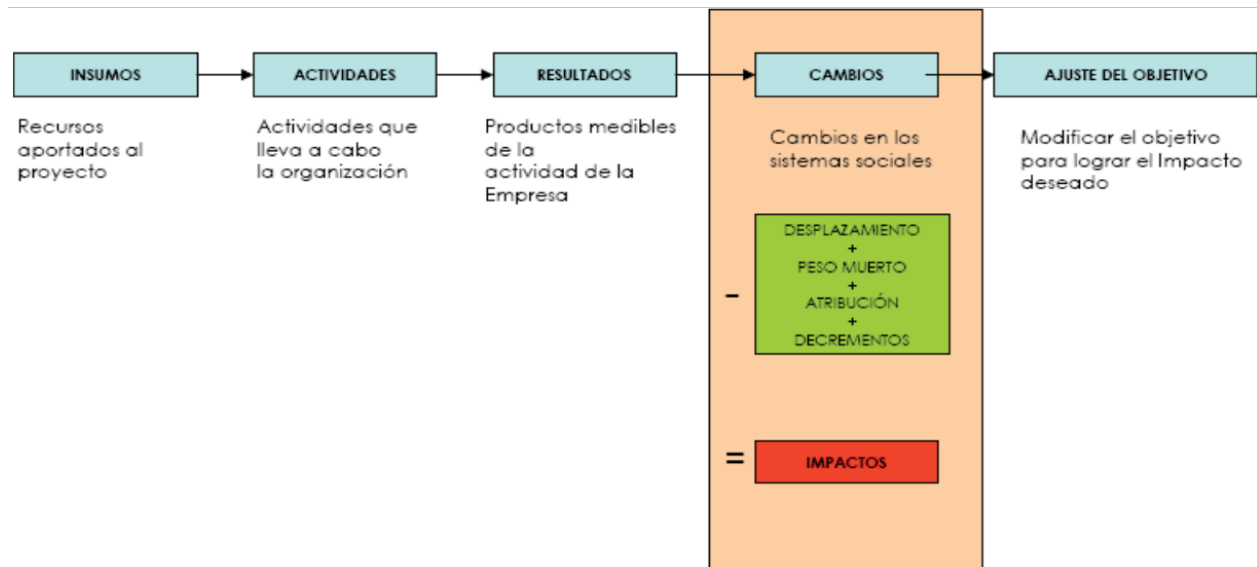 INSUMOS
ACTIVIDADES
RESULTADOS
CAMBIOS
AJUSTE DEL OBJETIVO
Recursos
aportados al
proyecto
Actividades que
lleva a cabo
la organización
Productos medibles
de la
actividad de la
Empresa
Cambios en los
sistemas sociales
Modificar el objetivo
para lograr el Impacto
deseado
–
DESPLAZAMIENTO
+
PESO MUERTO
+
ATRIBUCIÓN
+
DECREMENTOS
=
IMPACTOS